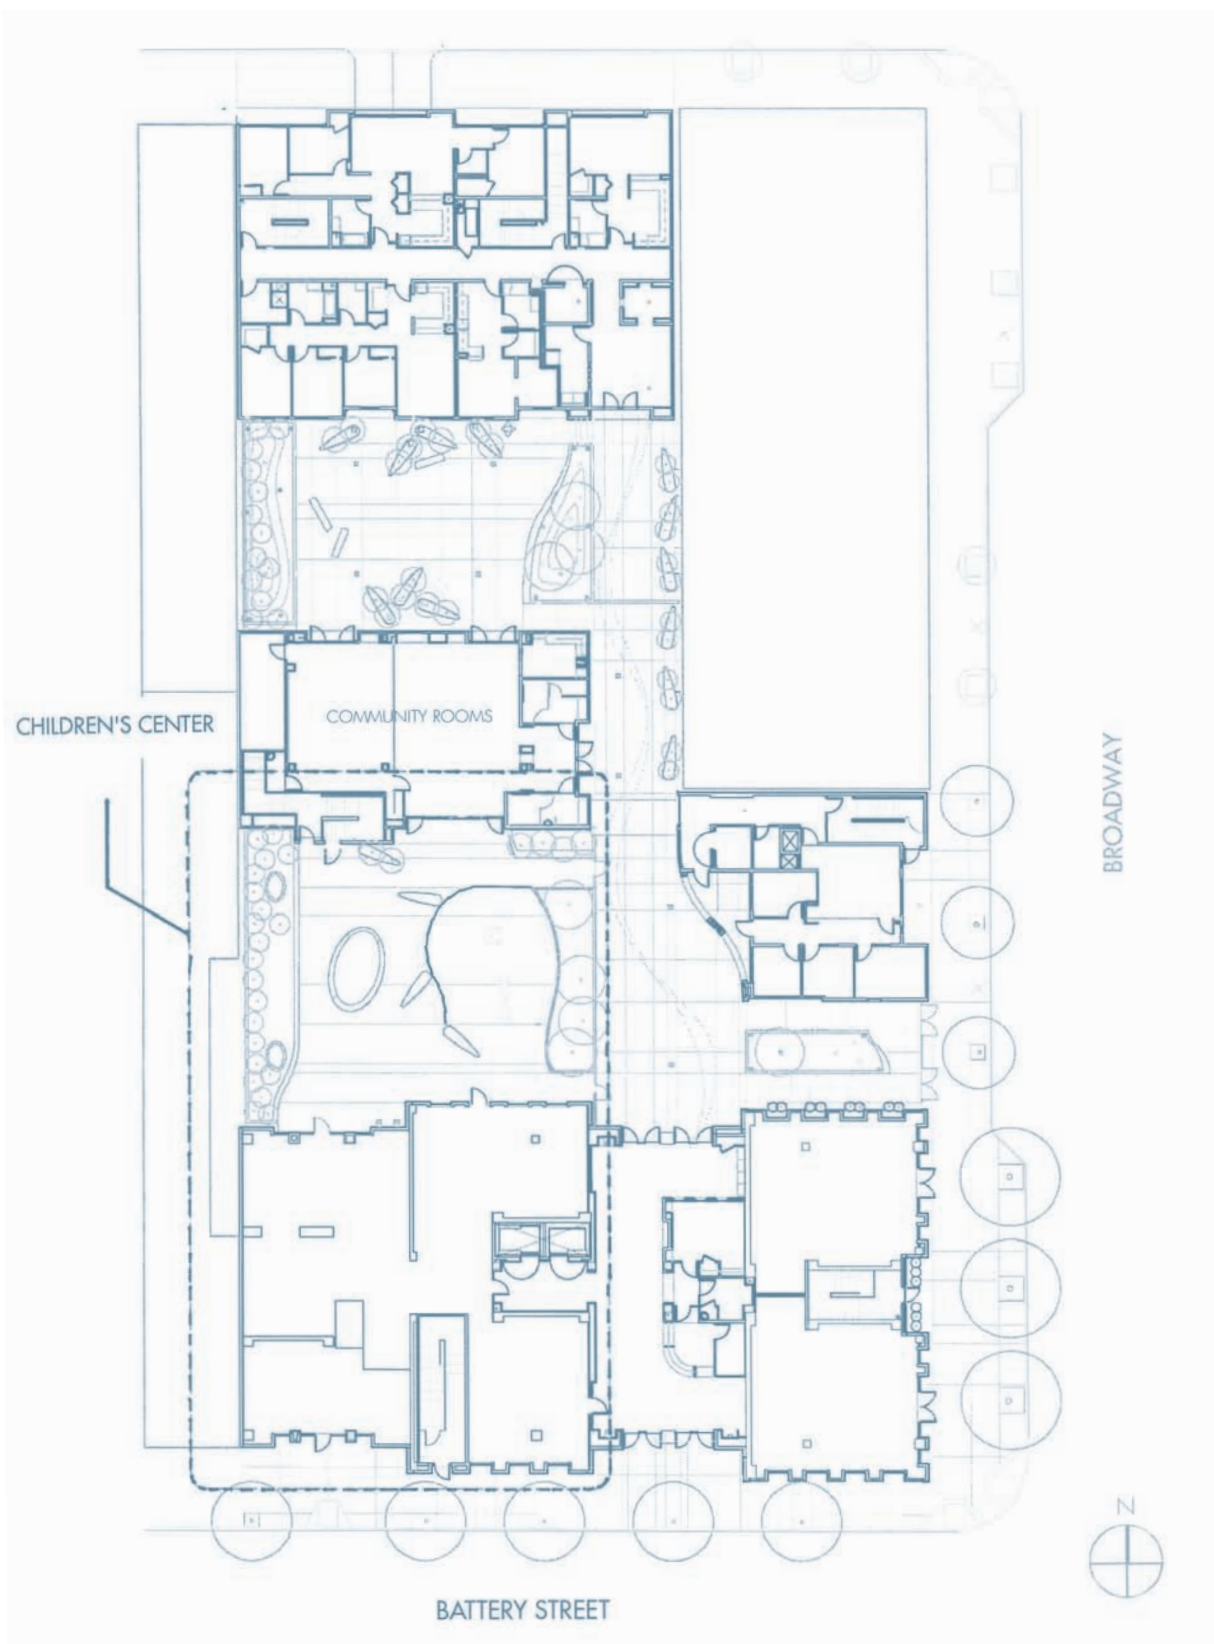 COMMUNITY ROOMS
CHILDREN'S CENTER
BROADWAY
N
BATTERY STREET